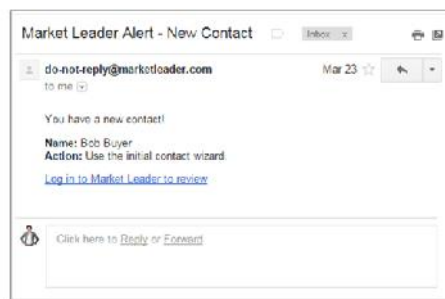 Market Leader Alert - New Contact Inbox x
do-not-reply@marketleader.com Mar 23
to me
You have a new contact!
Name: Bob Buyer
Action: Use the initial contact wizard.
Log in to Market Leader to review
Click here to Reply or Forward